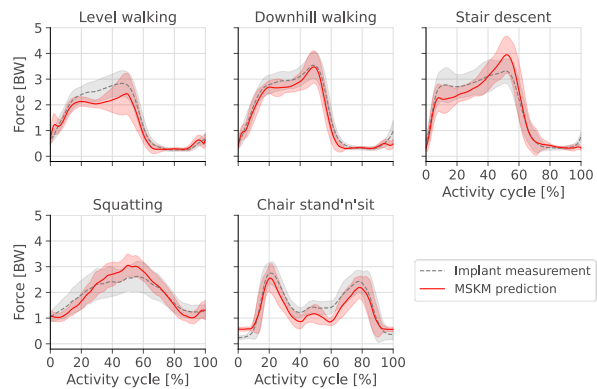 Level walking
Downhill walking
Stair descent
Force [BW]
5
4
3
2
1
0
0 20 40 60 80 100
Activity cycle [%]
Squatting
Chair stand'n'sit
Force [BW]
5
4
3
2
1
0
0 20 40 60 80 100
Activity cycle [%]
0 20 40 60 80 100
Activity cycle [%]
Implant measurement
MSKM prediction